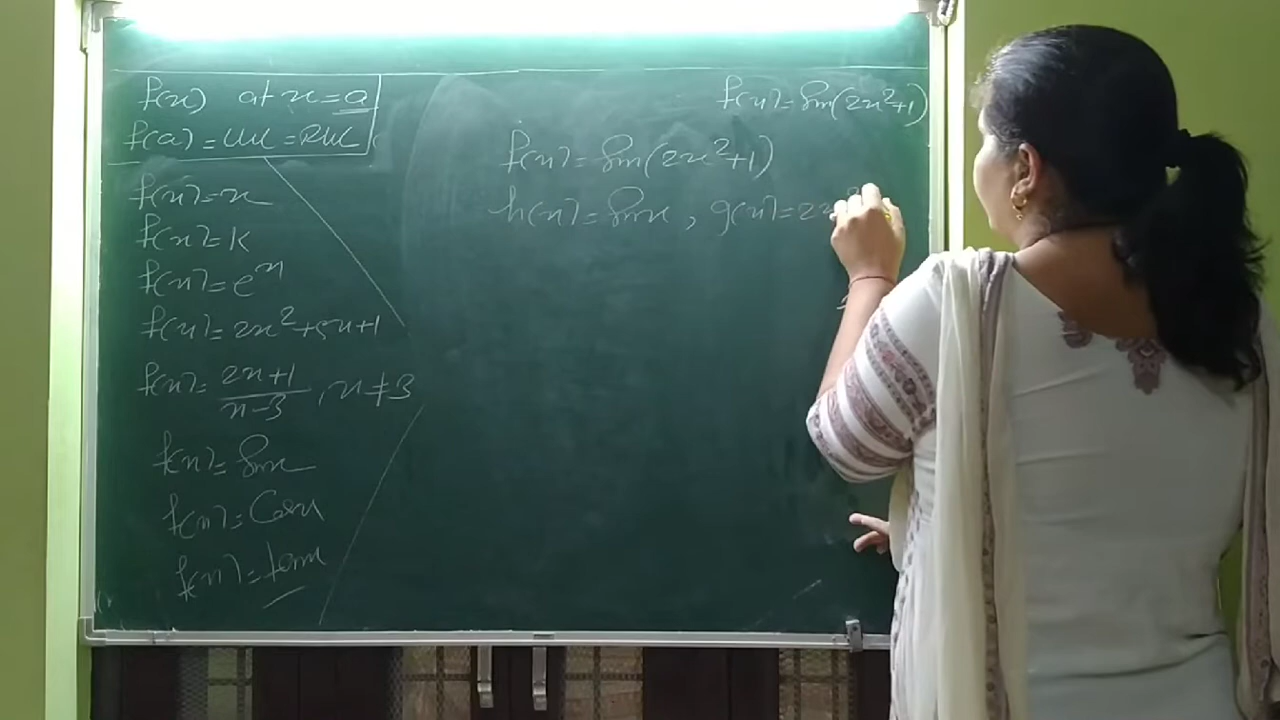 f(x) at x = a
f(a) = LHL = RHL
f(x) = x
f(x) = k
f(x) = e^x
f(x) = 2x² + 5x + 1
f(x) = (2x+1)/(x-3), x ≠ 3
f(x) = Sinx
f(x) = Cosx
f(x) = tanx
f(x) = Sin(2x²+1)
f(x) = Sin(2x²+1)
h(x) = Sinx, g(x) = 2x